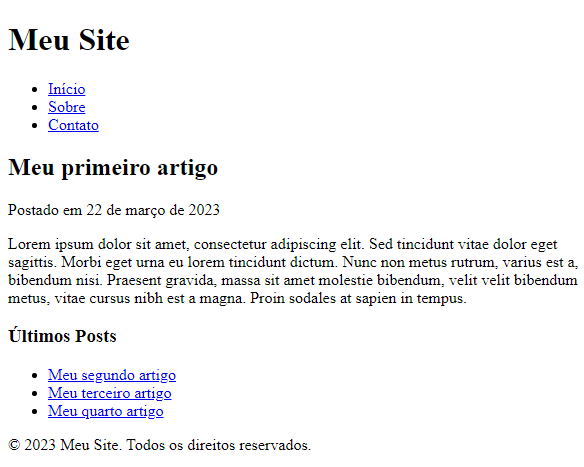 Meu Site
Início
Sobre
Contato
Meu primeiro artigo
Postado em 22 de março de 2023
Lorem ipsum dolor sit amet, consectetur adipiscing elit. Sed tincidunt vitae dolor eget
sagittis. Morbi eget urna eu lorem tincidunt dictum. Nunc non metus rutrum, varius est a,
bibendum nisi. Praesent gravida, massa sit amet molestie bibendum, velit velit bibendum
metus, vitae cursus nibh est a magna. Proin sodales at sapien in tempus.
Últimos Posts
Meu segundo artigo
Meu terceiro artigo
Meu quarto artigo
© 2023 Meu Site. Todos os direitos reservados.